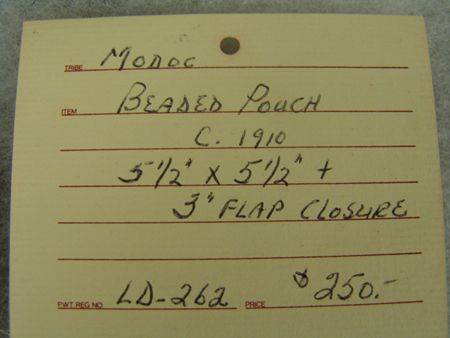 TRIBE MODOC
ITEM BEADED POUCH
C. 1910
5 1/2" X 5 1/2" +
3" FLAP CLOSURE
PWT. REG NO. LD-262 PRICE $250.-